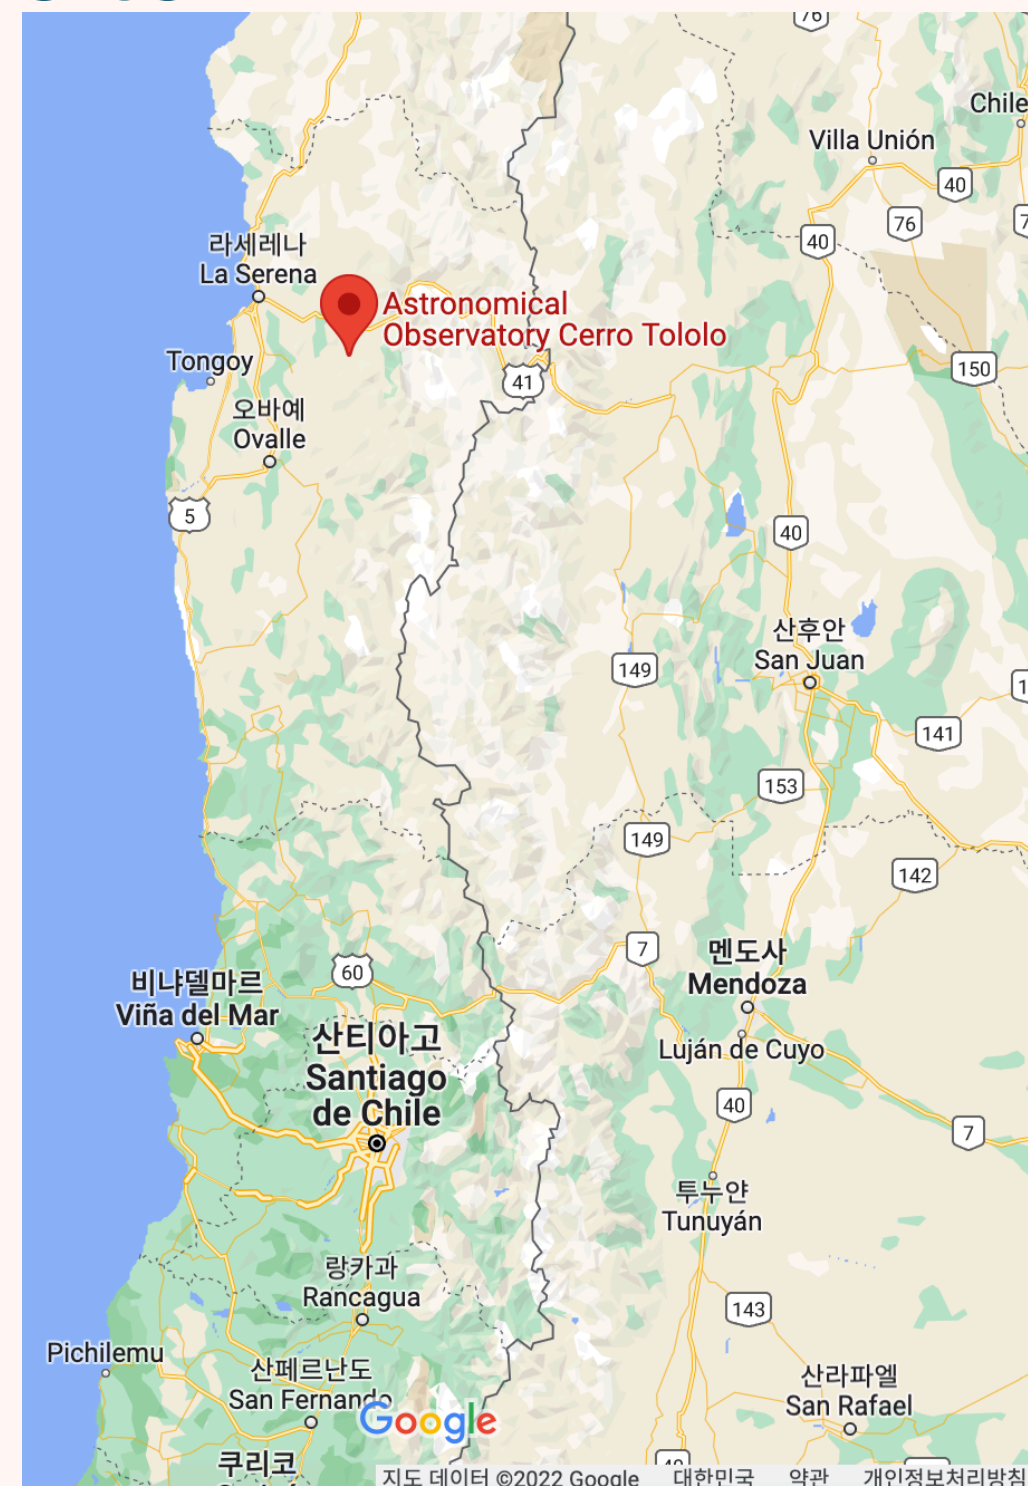 76
Chile
Villa Unión
40
76
40
라세레나
La Serena
Astronomical
Observatory Cerro Tololo
Tongoy
41
150
오바예
Ovalle
5
40
산후안
San Juan
149
141
153
149
142
7
멘도사
Mendoza
60
비냐델마르
Viña del Mar
산티아고
Santiago
de Chile
Luján de Cuyo
40
7
투누얀
Tunuyán
랑카과
Rancagua
143
Pichilemu
산페르난도
San Fernando
산라파엘
San Rafael
Google
쿠리코
지도 데이터 ©2022 Google 대한민국 약관 개인정보처리방침